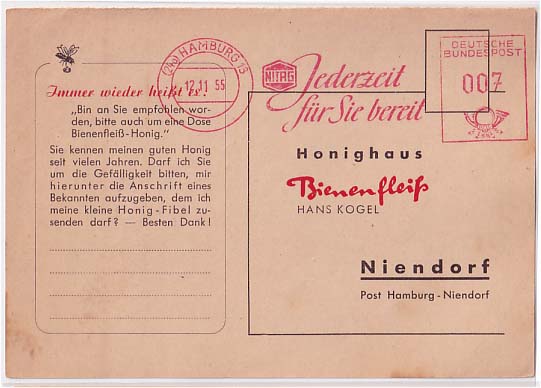 (24a) HAMBURG 13
17.11 55
NITAG
Jederzeit
für Sie bereit
DEUTSCHE
BUNDESPOST
007
Immer wieder heißt es:
„Bin an Sie empfohlen wor-
den, bitte auch um eine Dose
Bienenfleiß-Honig."
Sie kennen meinen guten Honig
seit vielen Jahren. Darf ich Sie
um die Gefälligkeit bitten, mir
hierunter die Anschrift eines
Bekannten aufzugeben, dem ich
meine kleine Honig-Fibel zu-
senden darf? — Besten Dank!
Honighaus
Bienenfleiß
HANS KOGEL
Niendorf
Post Hamburg-Niendorf